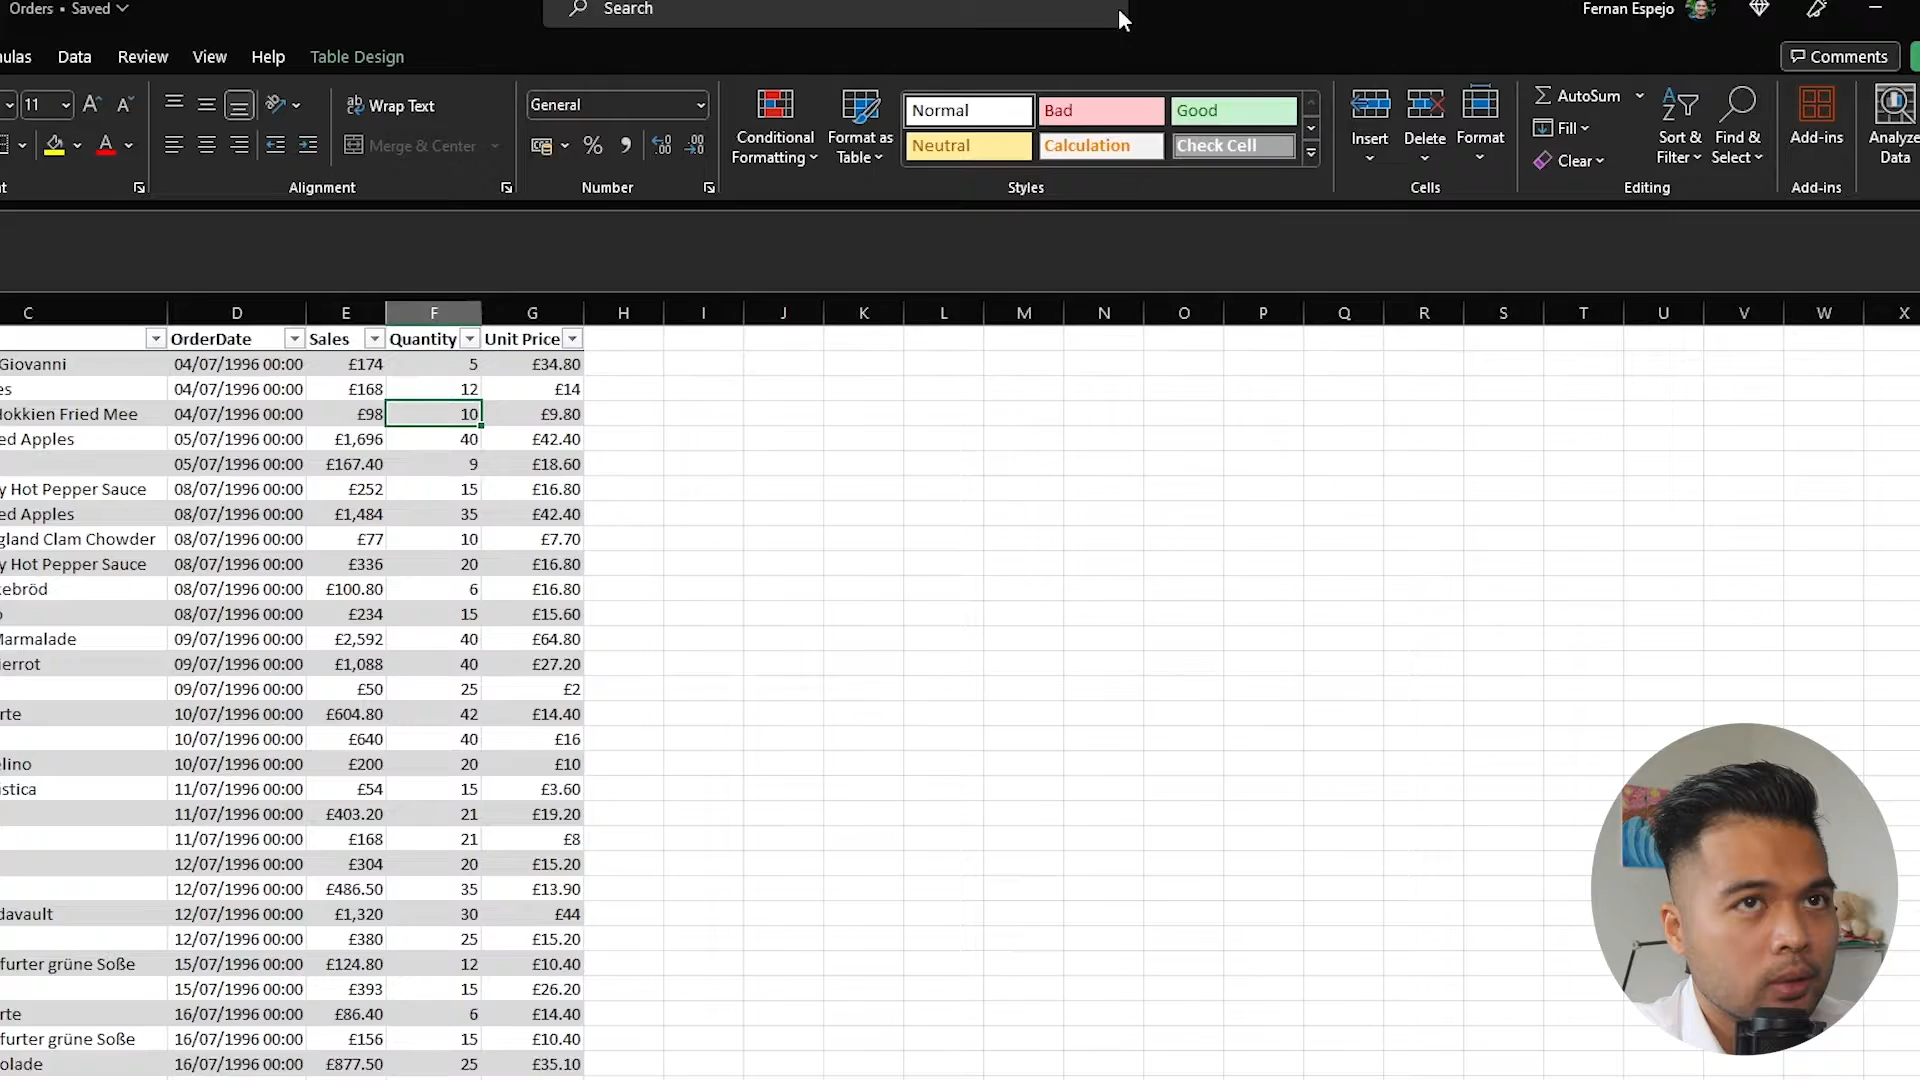 Orders • Saved
Search
Fernan Espejo
Data Review View Help Table Design
Comments
11
Wrap Text
General
Merge & Center
Conditional Formatting
Format as Table
Normal Bad Good
Neutral Calculation Check Cell
Insert Delete Format
AutoSum
Fill
Clear
Sort & Filter
Find & Select
Add-ins
Analyze Data
Alignment Number Styles Cells Editing Add-ins
C D E F G H I J K L M N O P Q R S T U V W X
OrderDate Sales Quantity Unit Price
Giovanni 04/07/1996 00:00 £174 5 £34.80
es 04/07/1996 00:00 £168 12 £14
Hokkien Fried Mee 04/07/1996 00:00 £98 10 £9.80
ed Apples 05/07/1996 00:00 £1,696 40 £42.40
05/07/1996 00:00 £167.40 9 £18.60
y Hot Pepper Sauce 08/07/1996 00:00 £252 15 £16.80
ed Apples 08/07/1996 00:00 £1,484 35 £42.40
gland Clam Chowder 08/07/1996 00:00 £77 10 £7.70
y Hot Pepper Sauce 08/07/1996 00:00 £336 20 £16.80
ebröd 08/07/1996 00:00 £100.80 6 £16.80
o 08/07/1996 00:00 £234 15 £15.60
Marmalade 09/07/1996 00:00 £2,592 40 £64.80
ierrot 09/07/1996 00:00 £1,088 40 £27.20
09/07/1996 00:00 £50 25 £2
rte 10/07/1996 00:00 £604.80 42 £14.40
10/07/1996 00:00 £640 40 £16
elino 10/07/1996 00:00 £200 20 £10
istica 11/07/1996 00:00 £54 15 £3.60
11/07/1996 00:00 £403.20 21 £19.20
11/07/1996 00:00 £168 21 £8
12/07/1996 00:00 £304 20 £15.20
12/07/1996 00:00 £486.50 35 £13.90
davault 12/07/1996 00:00 £1,320 30 £44
12/07/1996 00:00 £380 25 £15.20
furter grüne Soße 15/07/1996 00:00 £124.80 12 £10.40
15/07/1996 00:00 £393 15 £26.20
rte 16/07/1996 00:00 £86.40 6 £14.40
furter grüne Soße 16/07/1996 00:00 £156 15 £10.40
olade 16/07/1996 00:00 £877.50 25 £35.10